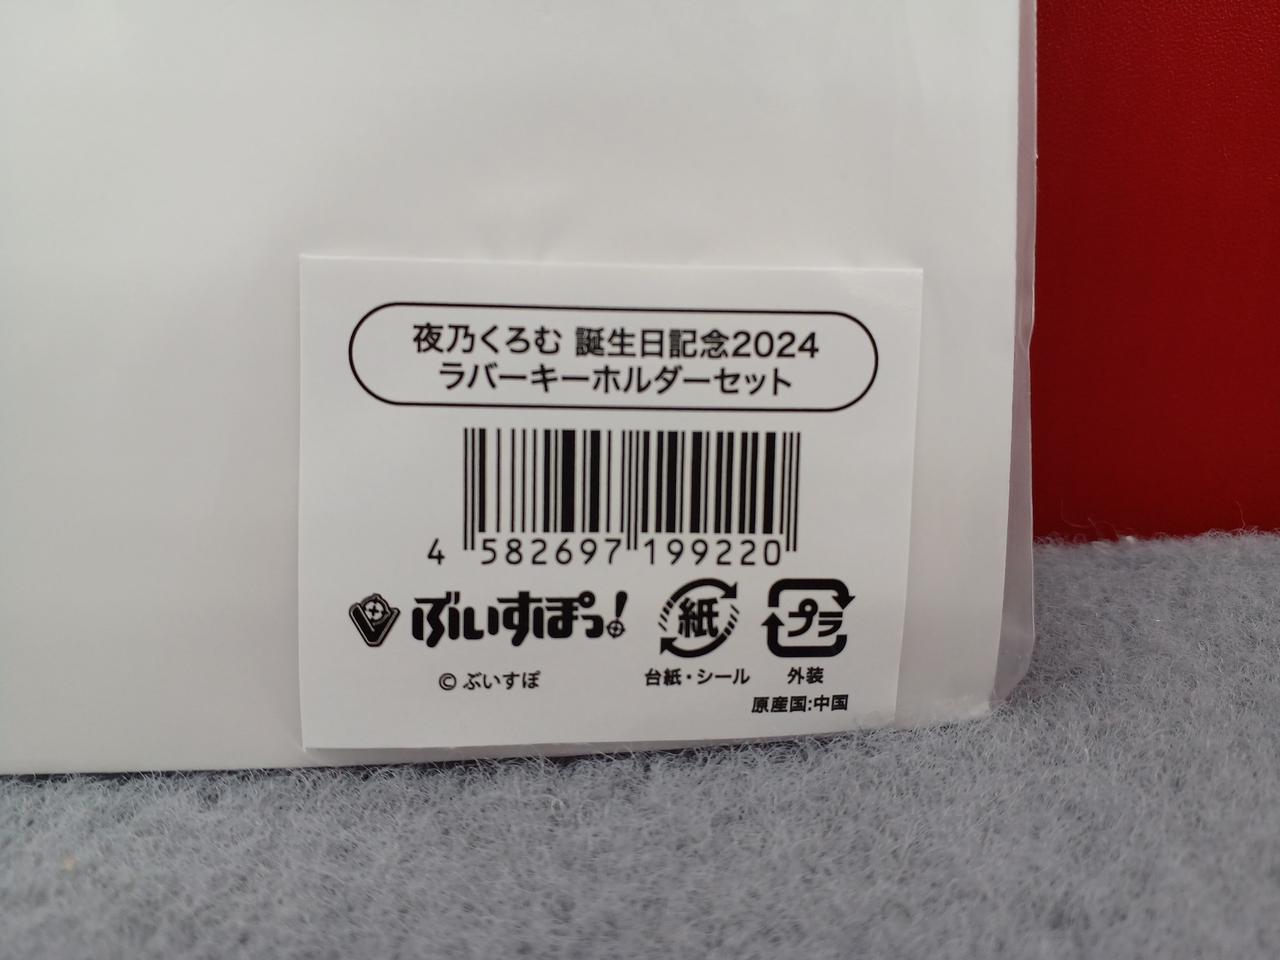 夜乃くろむ 誕生日記念2024
ラバーキーホルダーセット
4 582697 199220
ぶいすぽっ!
紙
プラ
©ぶいすぽ
台紙・シール
外装
原産国:中国